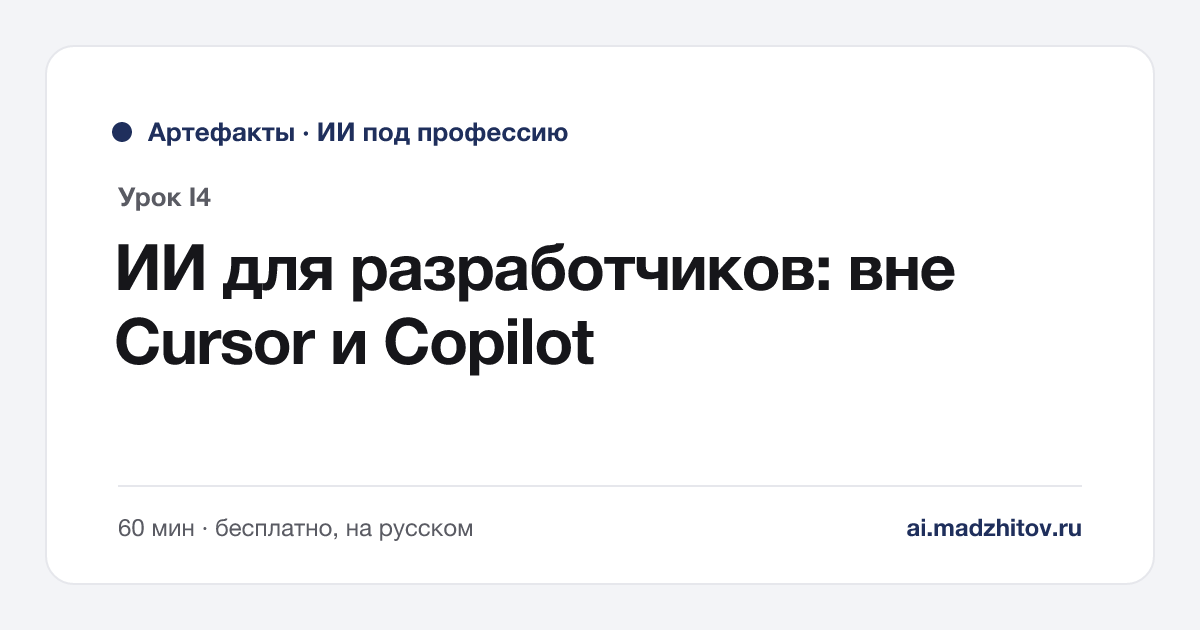 Артефакты · ИИ под профессию
Урок I4
ИИ для разработчиков: вне
Cursor и Copilot
60 мин · бесплатно, на русском
ai.madzhitov.ru